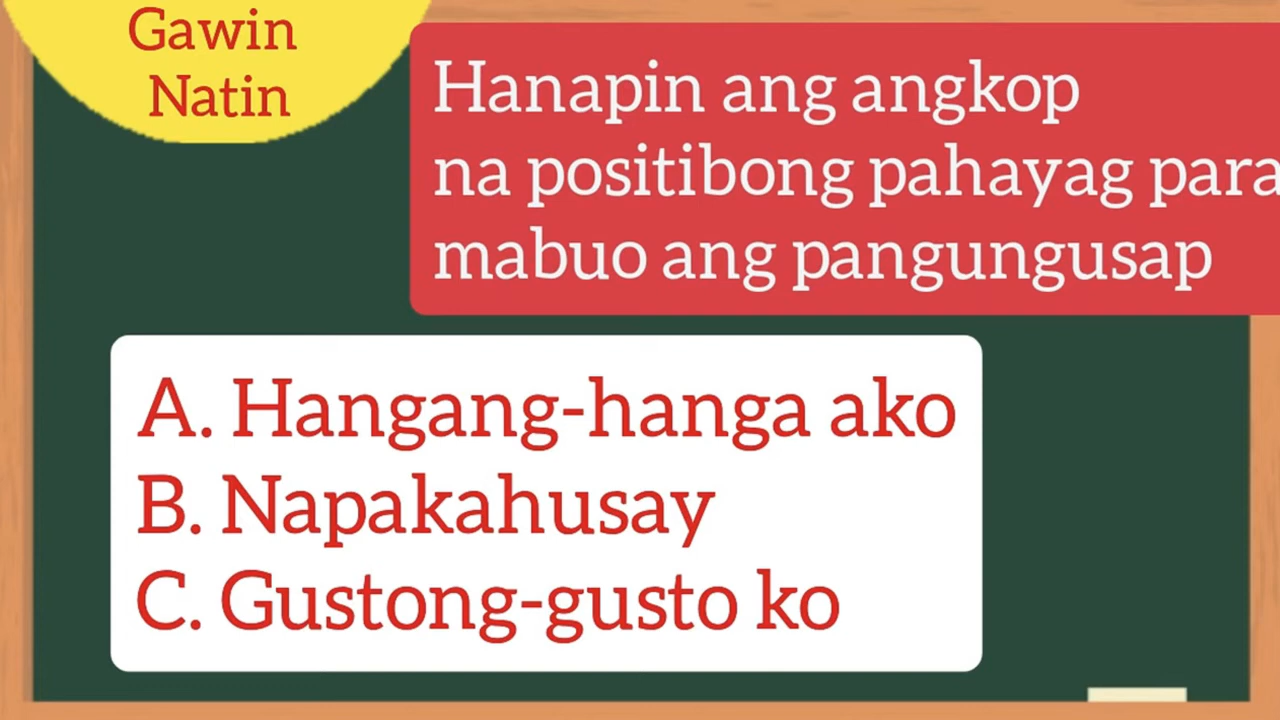 Gawin
Natin
Hanapin ang angkop
na positibong pahayag para
mabuo ang pangungusap
A. Hangang-hanga ako
B. Napakahusay
C. Gustong-gusto ko